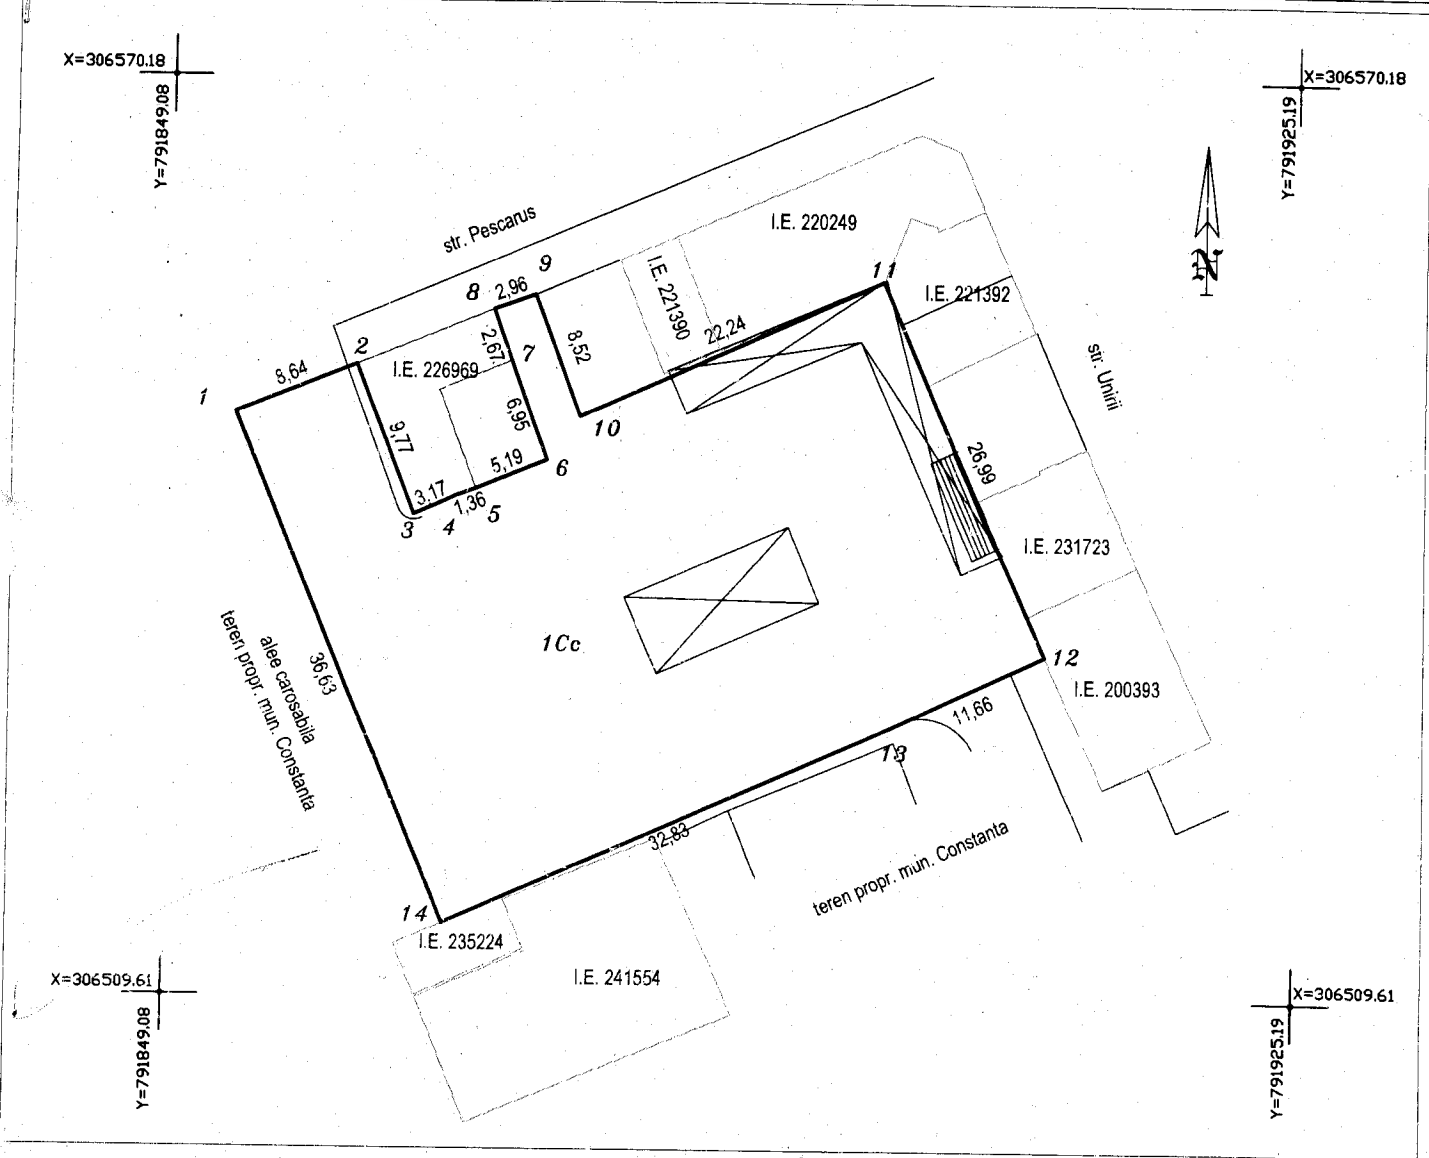 X=306570.18
Y=791849.08
X=306570.18
Y=791925.19
N
str. Pescarus
I.E. 220249
I.E. 221390
I.E. 221392
I.E. 226969
str. Unirii
1
8,64
2
8
2,96
9
2,67
7
8,52
22,24
11
9,77
6,95
10
5,19
6
3,17
1,36
3
4
5
26,99
I.E. 231723
1Cc
12
I.E. 200393
11,66
13
36,63
alee carosabila
teren propr. mun. Constanta
32,83
teren propr. mun. Constanta
14
I.E. 235224
I.E. 241554
X=306509.61
Y=791849.08
X=306509.61
Y=791925.19